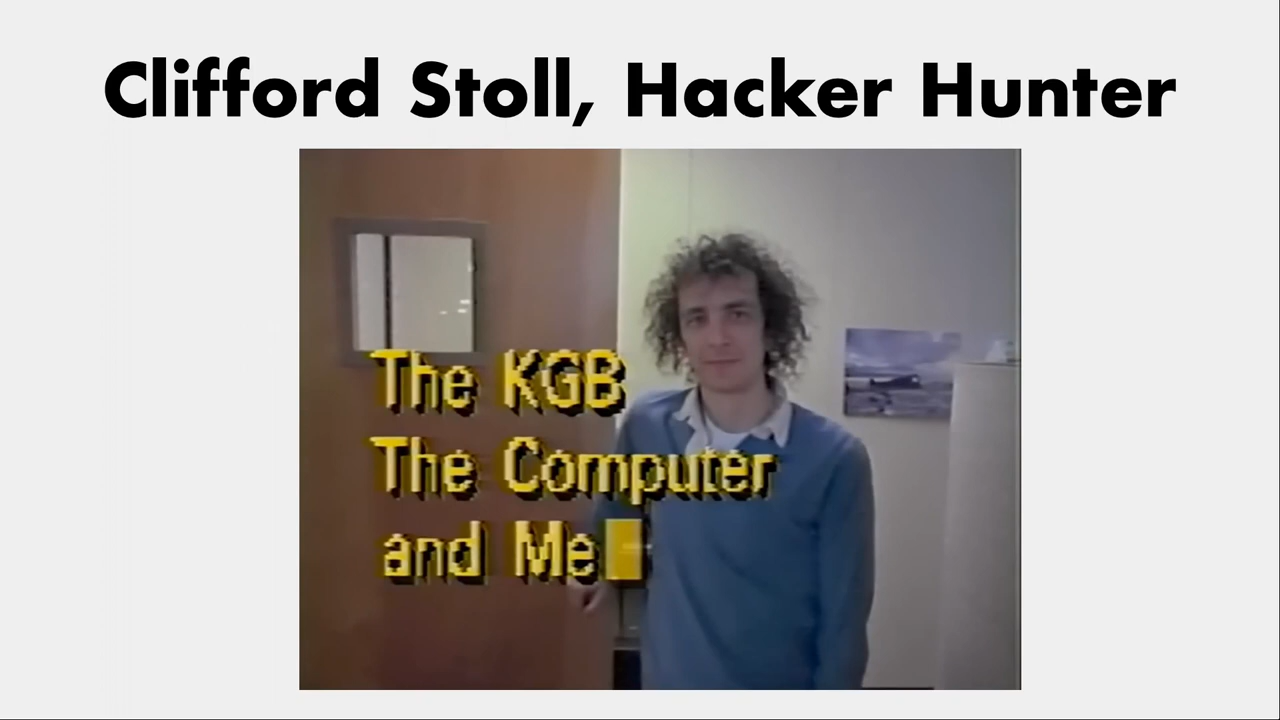 Clifford Stoll, Hacker Hunter
The KGB
The Computer
and Me